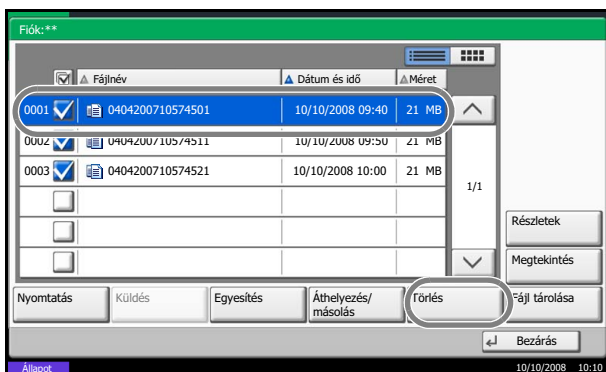 Fiók:**
Fájlnév Dátum és idő Méret
0001 0404200710574501 10/10/2008 09:40 21 MB
0002 0404200710574511 10/10/2008 09:50 21 MB
0003 0404200710574521 10/10/2008 10:00 21 MB
1/1
Részletek
Megtekintés
Nyomtatás Küldés Egyesítés Áthelyezés/ Törlés Fájl tárolása
másolás
Bezárás
Állapot 10/10/2008 10:10